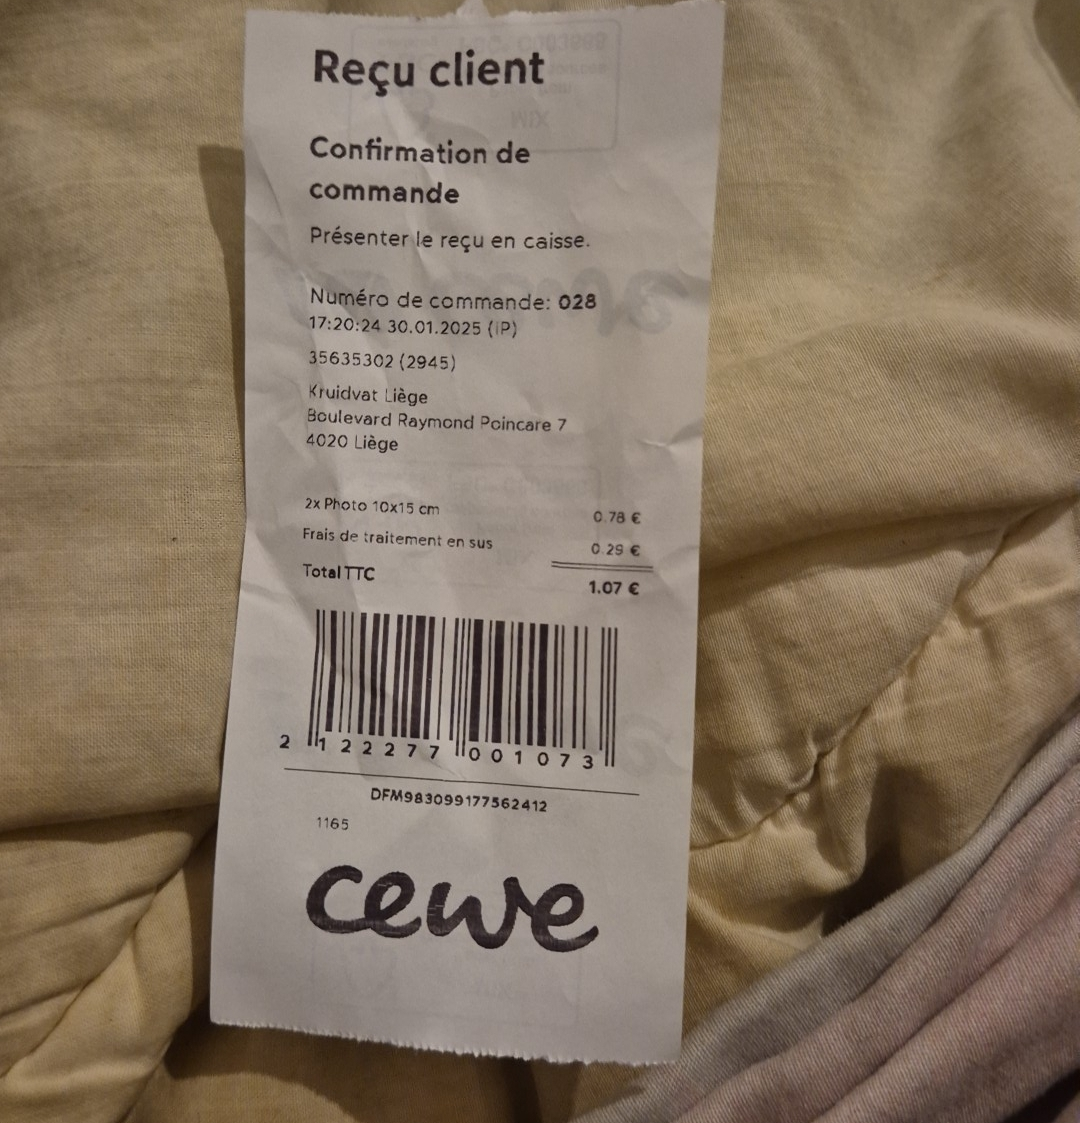 Reçu client
Confirmation de
commande
Présenter le reçu en caisse.
Numéro de commande: 028
17:20:24 30.01.2025 (IP)
35635302 (2945)
Kruidvat Liège
Boulevard Raymond Poincare 7
4020 Liège
2x Photo 10x15 cm 0.78 €
Frais de traitement en sus 0.29 €
Total TTC 1.07 €
2 122277 001073
DFM983099177562412
1165
cewe